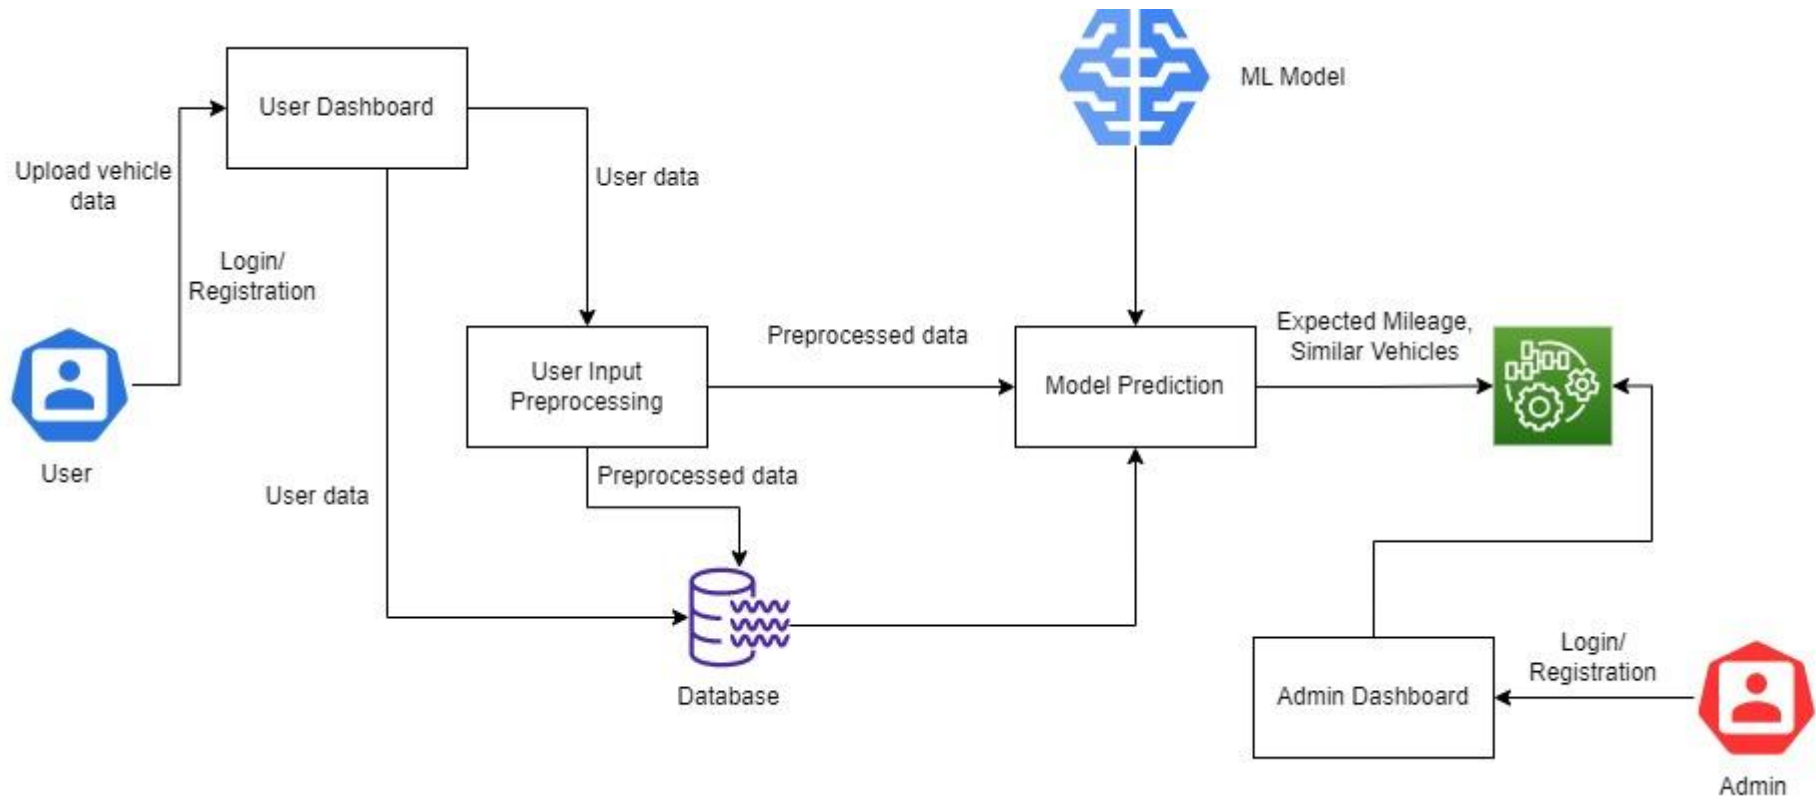 ML Model
User Dashboard
Upload vehicle
data
User data
Login/
Registration
Preprocessed data
Expected Mileage,
Similar Vehicles
User Input
Preprocessing
Model Prediction
User
Preprocessed data
User data
Login/
Registration
Database
Admin Dashboard
Admin